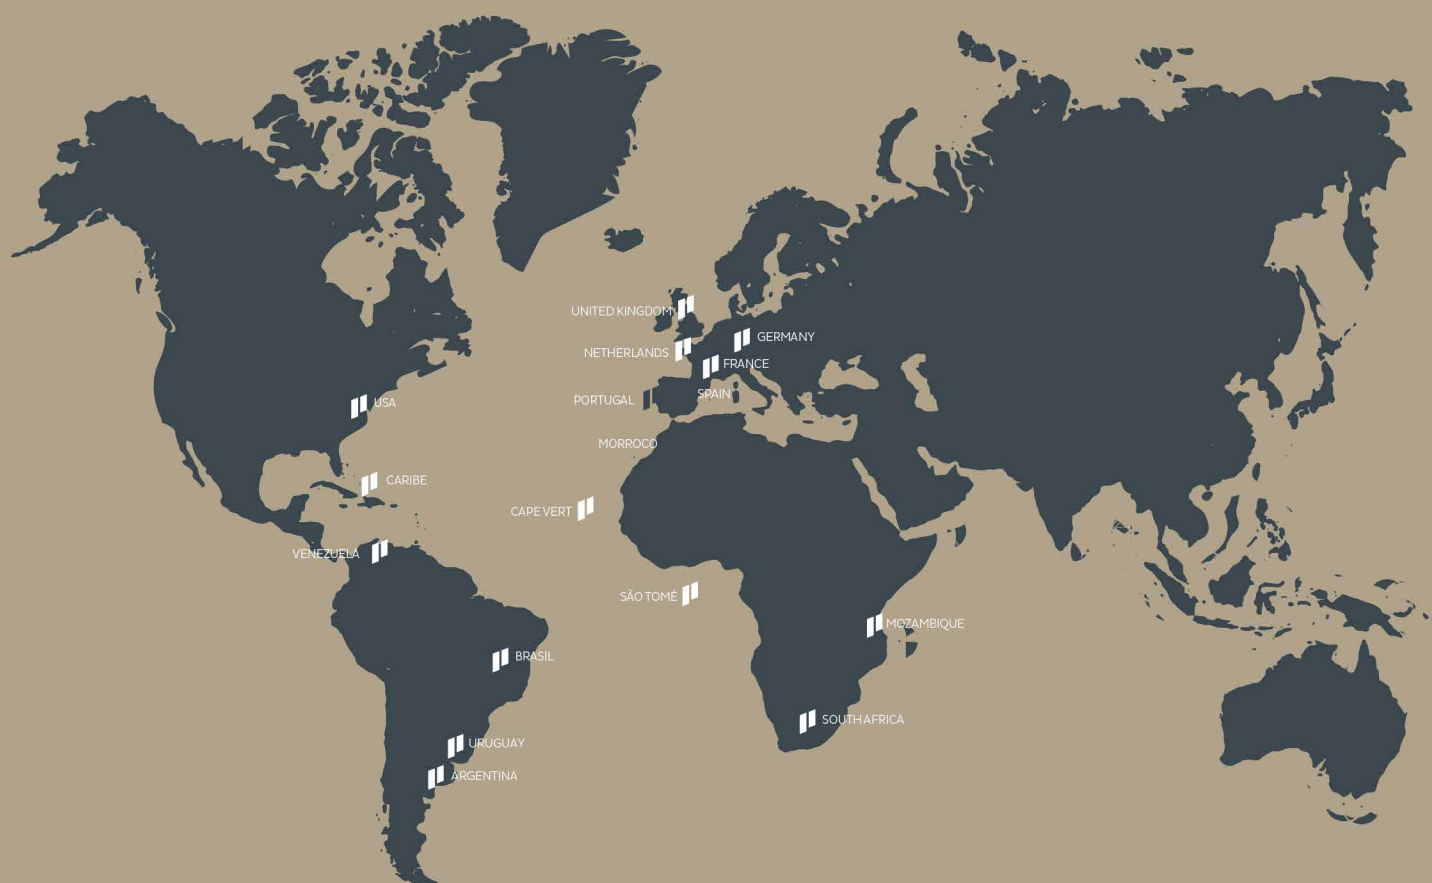 UNITED KINGDOM
GERMANY
NETHERLANDS
FRANCE
SPAIN
PORTUGAL
USA
MORROCO
CARIBE
CAPE VERT
VENEZUELA
SÃO TOMÉ
MOZAMBIQUE
BRASIL
SOUTH AFRICA
URUGUAY
ARGENTINA